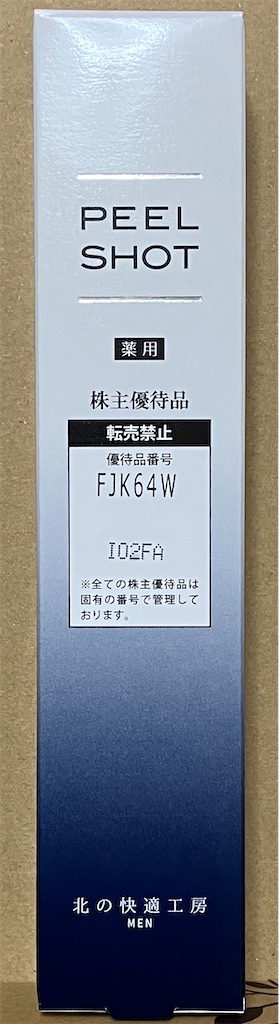 PEEL
SHOT
薬用
株主優待品
転売禁止
優待品番号
FJK64W
I02FA
※全ての株主優待品は
固有の番号で管理して
おります。
北の快適工房
MEN